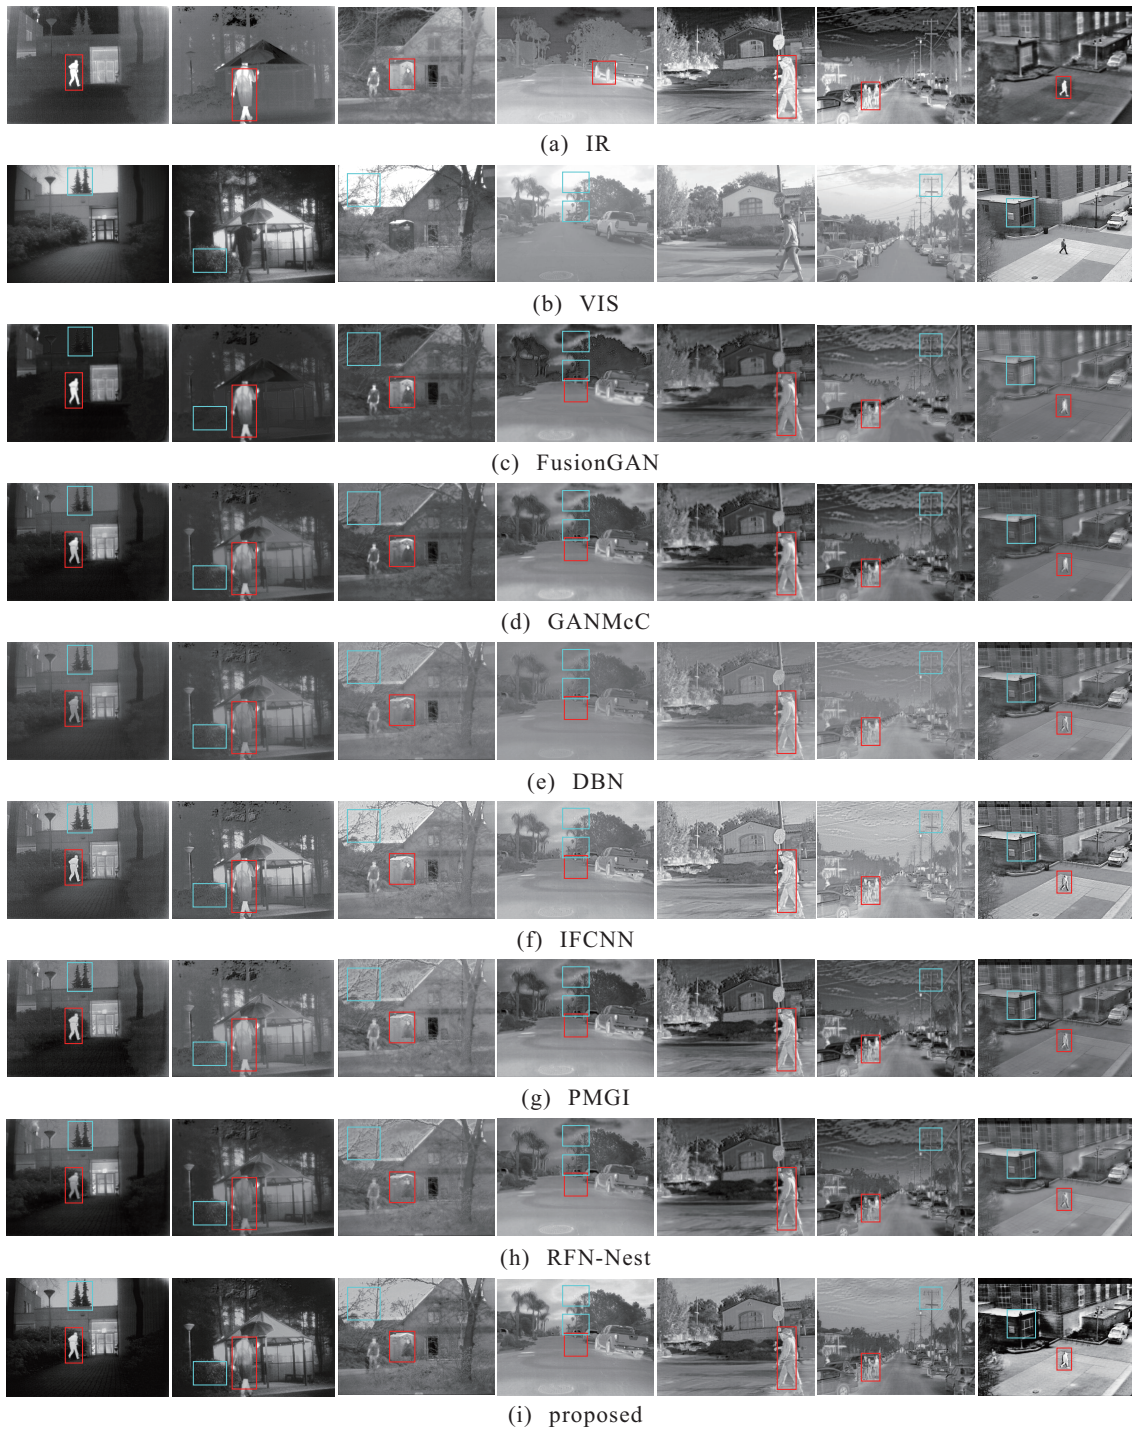 (a) IR
(b) VIS
(c) FusionGAN
(d) GANMcC
(e) DBN
(f) IFCNN
(g) PMGI
(h) RFN-Nest
(i) proposed